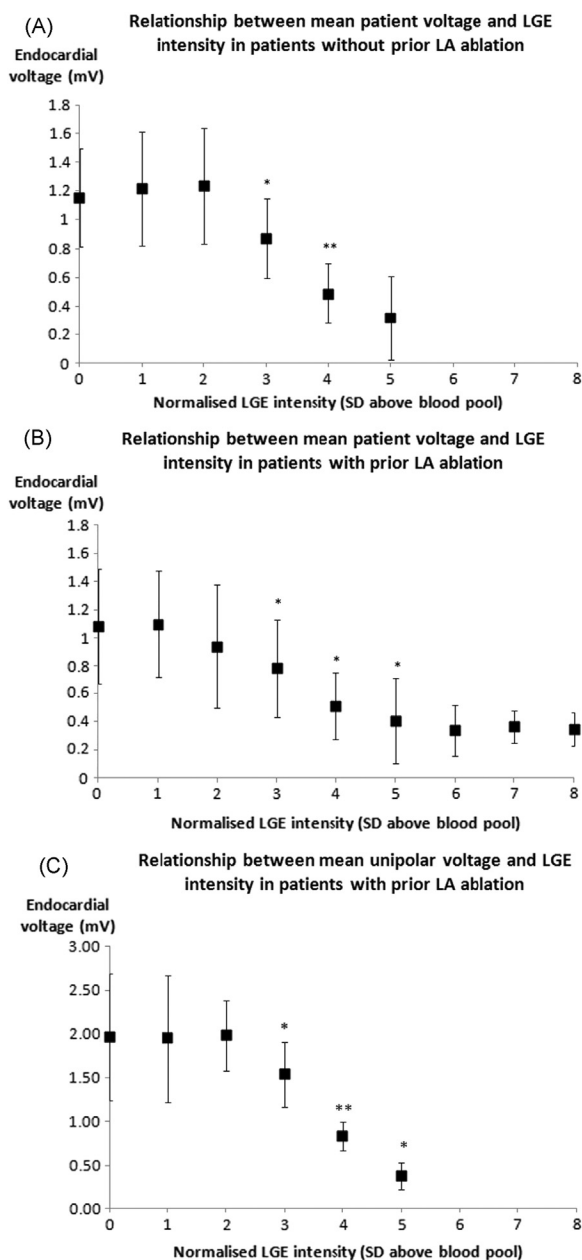 (A)
Relationship between mean patient voltage and LGE
intensity in patients without prior LA ablation
Endocardial
voltage (mV)
1.8
1.6
1.4
1.2
1
0.8
0.6
0.4
0.2
0
*
**
0 1 2 3 4 5 6 7 8
Normalised LGE intensity (SD above blood pool)
(B)
Relationship between mean patient voltage and LGE
intensity in patients with prior LA ablation
Endocardial
voltage (mV)
1.8
1.6
1.4
1.2
1
0.8
0.6
0.4
0.2
0
* * *
0 1 2 3 4 5 6 7 8
Normalised LGE intensity (SD above blood pool)
(C)
Relationship between mean unipolar voltage and LGE
intensity in patients with prior LA ablation
Endocardial
voltage (mV)
3.00
2.50
2.00
1.50
1.00
0.50
0.00
*
** *
0 1 2 3 4 5 6 7 8
Normalised LGE intensity (SD above blood pool)